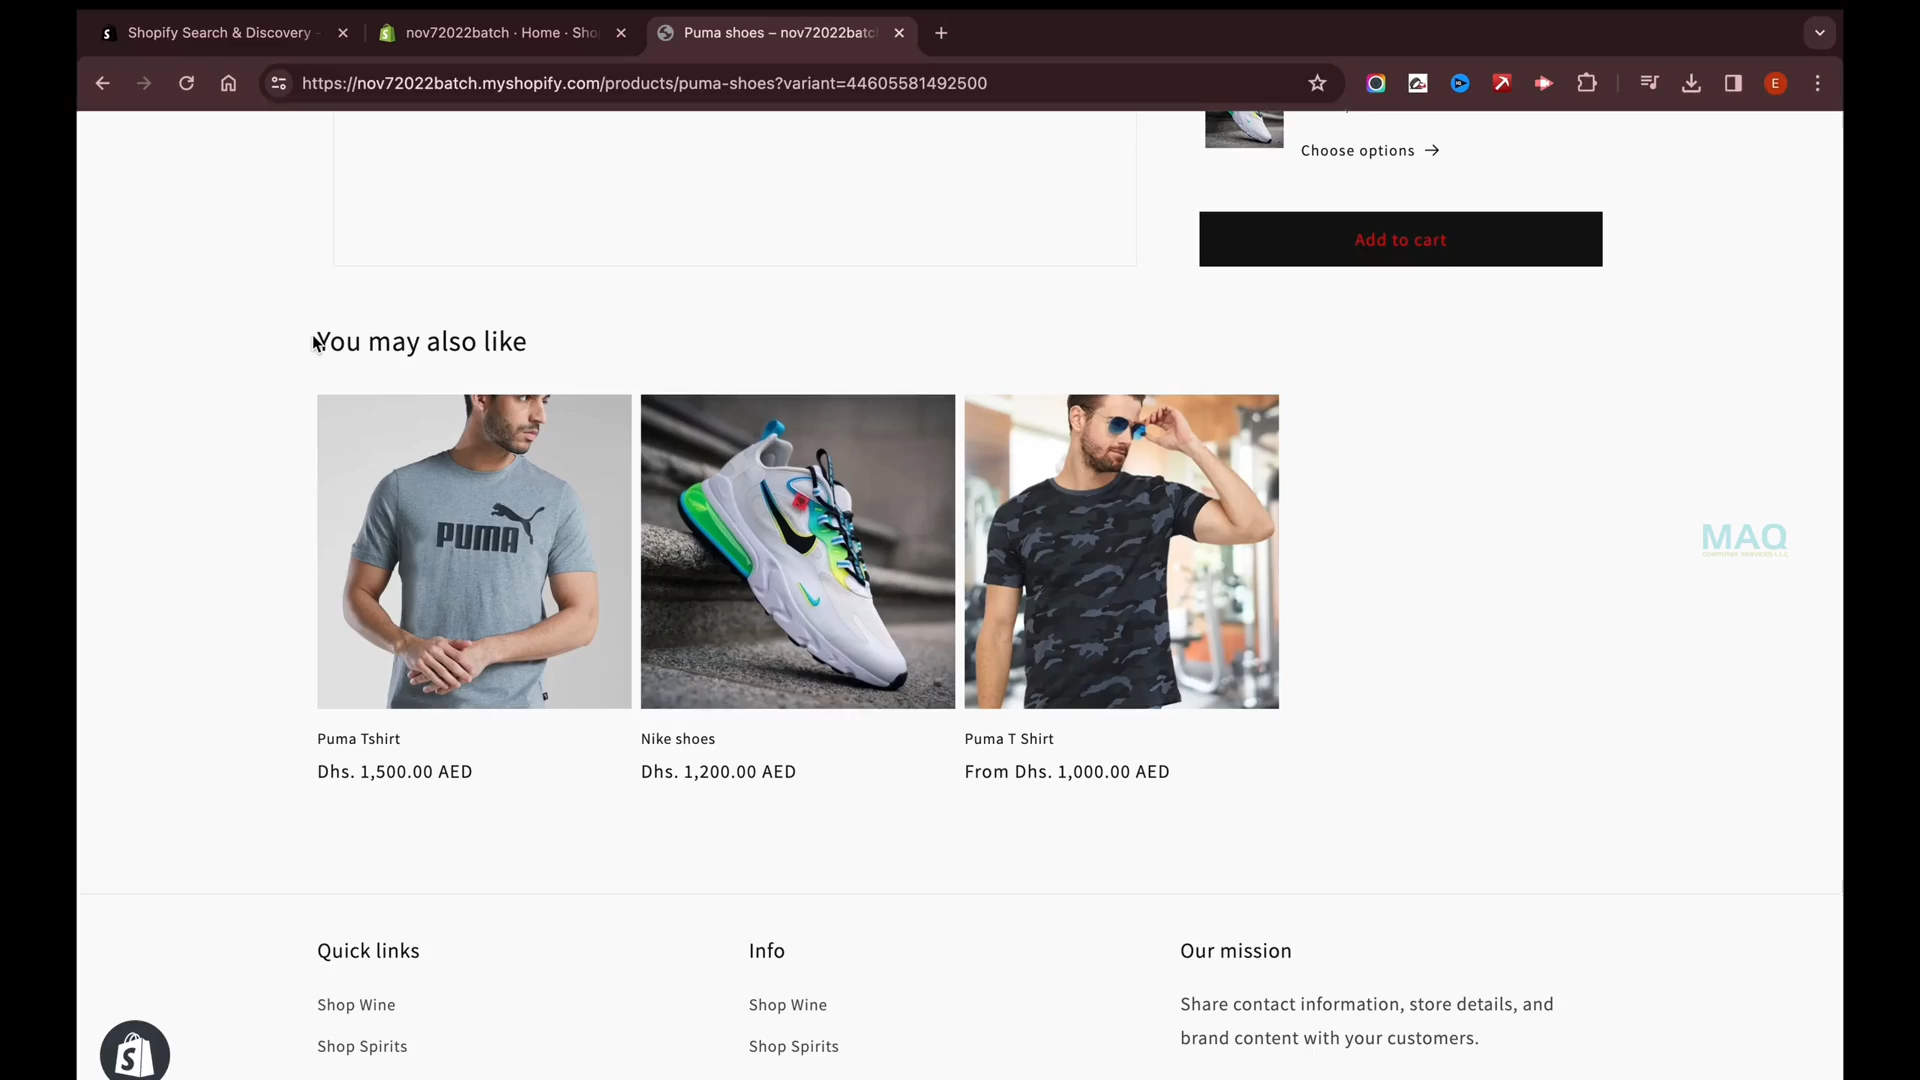 Shopify Search & Discovery
nov72022batch · Home · Sho
Puma shoes – nov72022batc
https://nov72022batch.myshopify.com/products/puma-shoes?variant=44605581492500
E
Choose options →
Add to cart
You may also like
PUMA
Puma Tshirt
Dhs. 1,500.00 AED
Nike shoes
Dhs. 1,200.00 AED
Puma T Shirt
From Dhs. 1,000.00 AED
MAQ
COMPUTER SERVICES L.L.C
Quick links
Shop Wine
Shop Spirits
Info
Shop Wine
Shop Spirits
Our mission
Share contact information, store details, and
brand content with your customers.